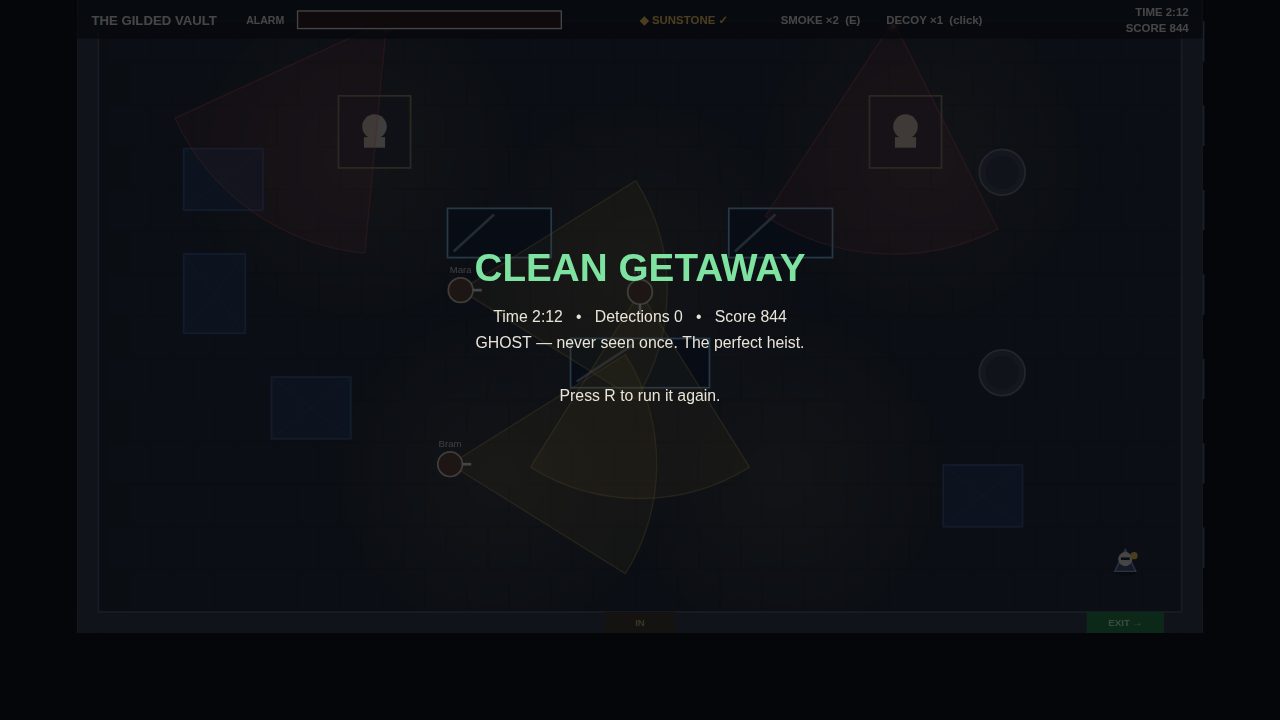 THE GILDED VAULT ALARM ◆ SUNSTONE ✓ SMOKE ×2 (E) DECOY ×1 (click) TIME 2:12
SCORE 844
Mara
CLEAN GETAWAY
Time 2:12 • Detections 0 • Score 844
GHOST — never seen once. The perfect heist.
Press R to run it again.
Bram
IN
EXIT →